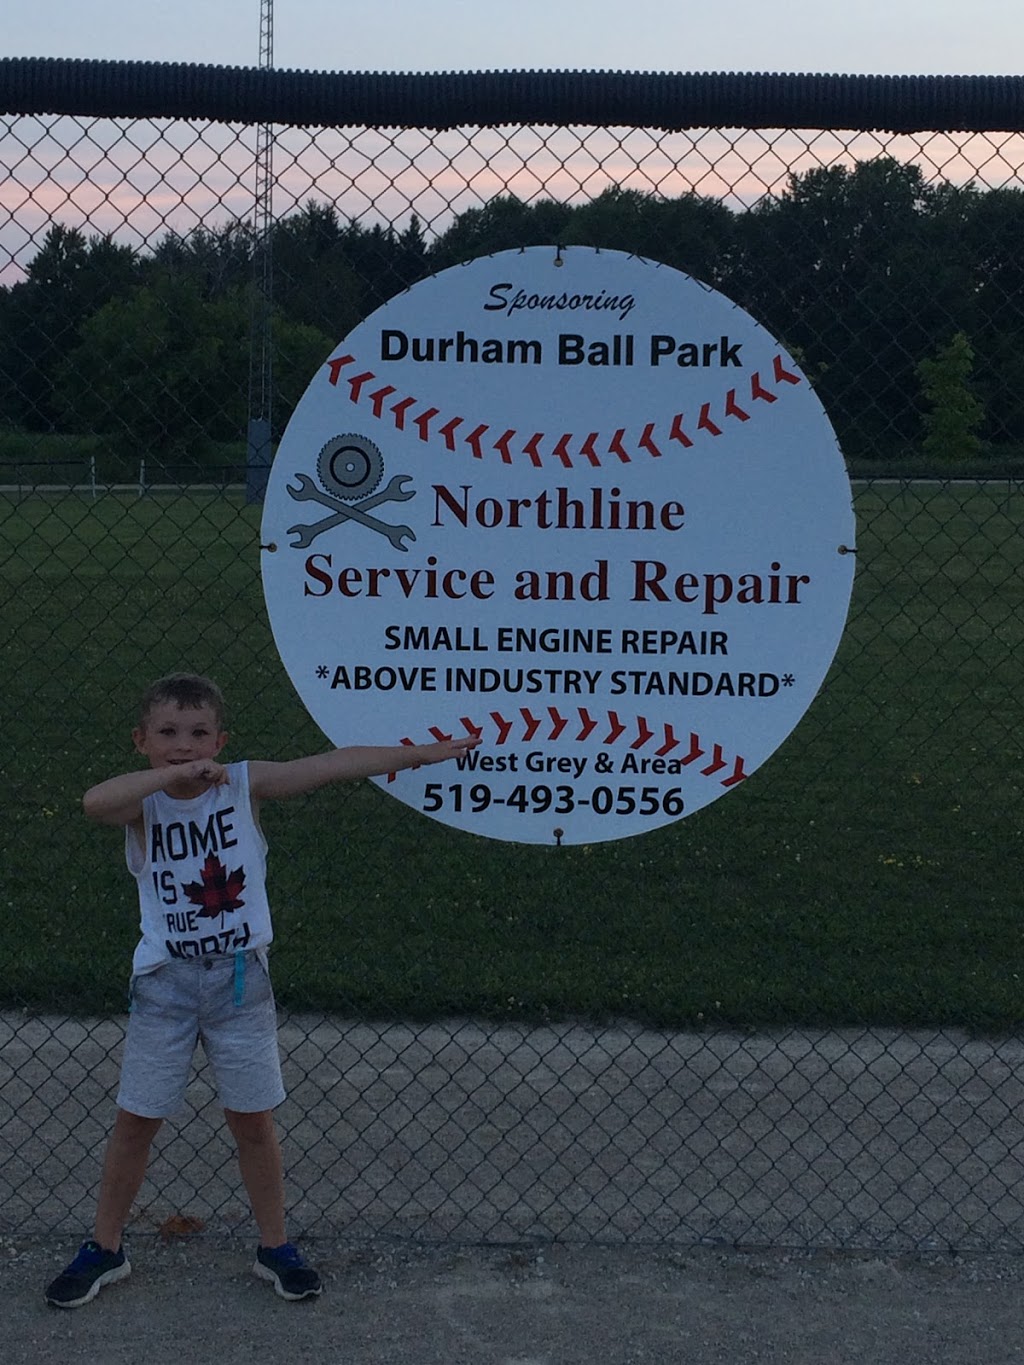 Sponsoring
Durham Ball Park
Northline
Service and Repair
SMALL ENGINE REPAIR
*ABOVE INDUSTRY STANDARD*
West Grey & Area
519-493-0556
HOME
IS
TRUE
NORTH